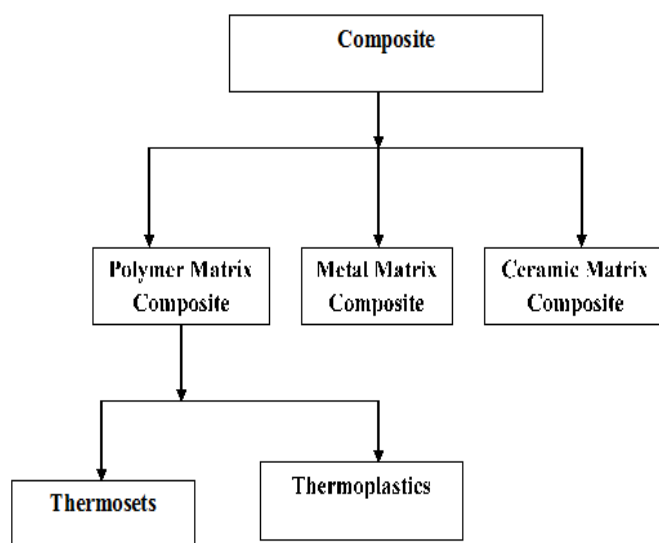 Composite
Polymer Matrix
Composite
Metal Matrix
Composite
Ceramic Matrix
Composite
Thermosets
Thermoplastics